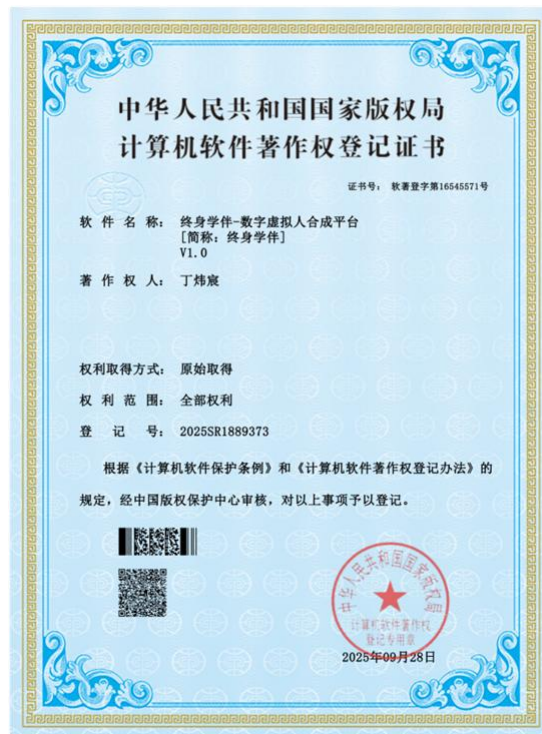 中华人民共和国国家版权局
计算机软件著作权登记证书
证书号： 软著登字第16545571号
软件名称： 终身学伴-数字虚拟人合成平台
[简称：终身学伴]
V1.0
著作权人： 丁炜宸
权利取得方式： 原始取得
权利范围： 全部权利
登记号： 2025SR1889373
根据《计算机软件保护条例》和《计算机软件著作权登记办法》的
规定，经中国版权保护中心审核，对以上事项予以登记。
中华人民共和国国家版权局
计算机软件著作权
登记专用章
2025年09月28日